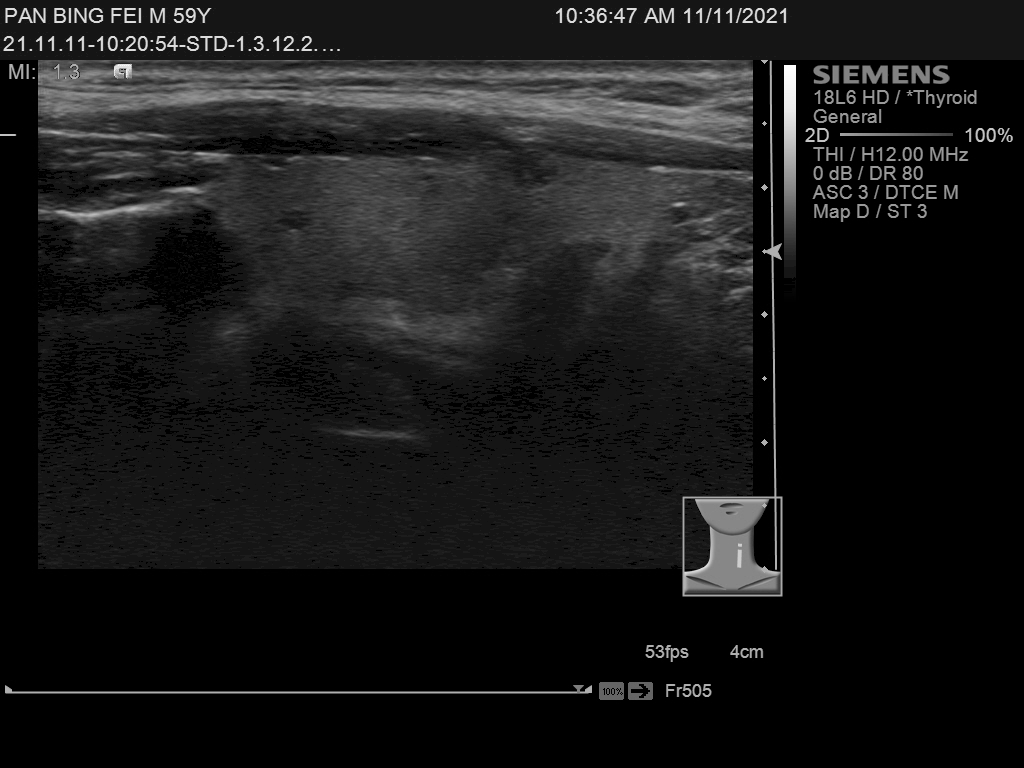 PAN BING FEI M 59Y
10:36:47 AM 11/11/2021
21.11.11-10:20:54-STD-1.3.12.2....
MI: 1.3
SIEMENS
18L6 HD / *Thyroid
General
2D 100%
THI / H12.00 MHz
0 dB / DR 80
ASC 3 / DTCE M
Map D / ST 3
53fps 4cm
100% Fr505